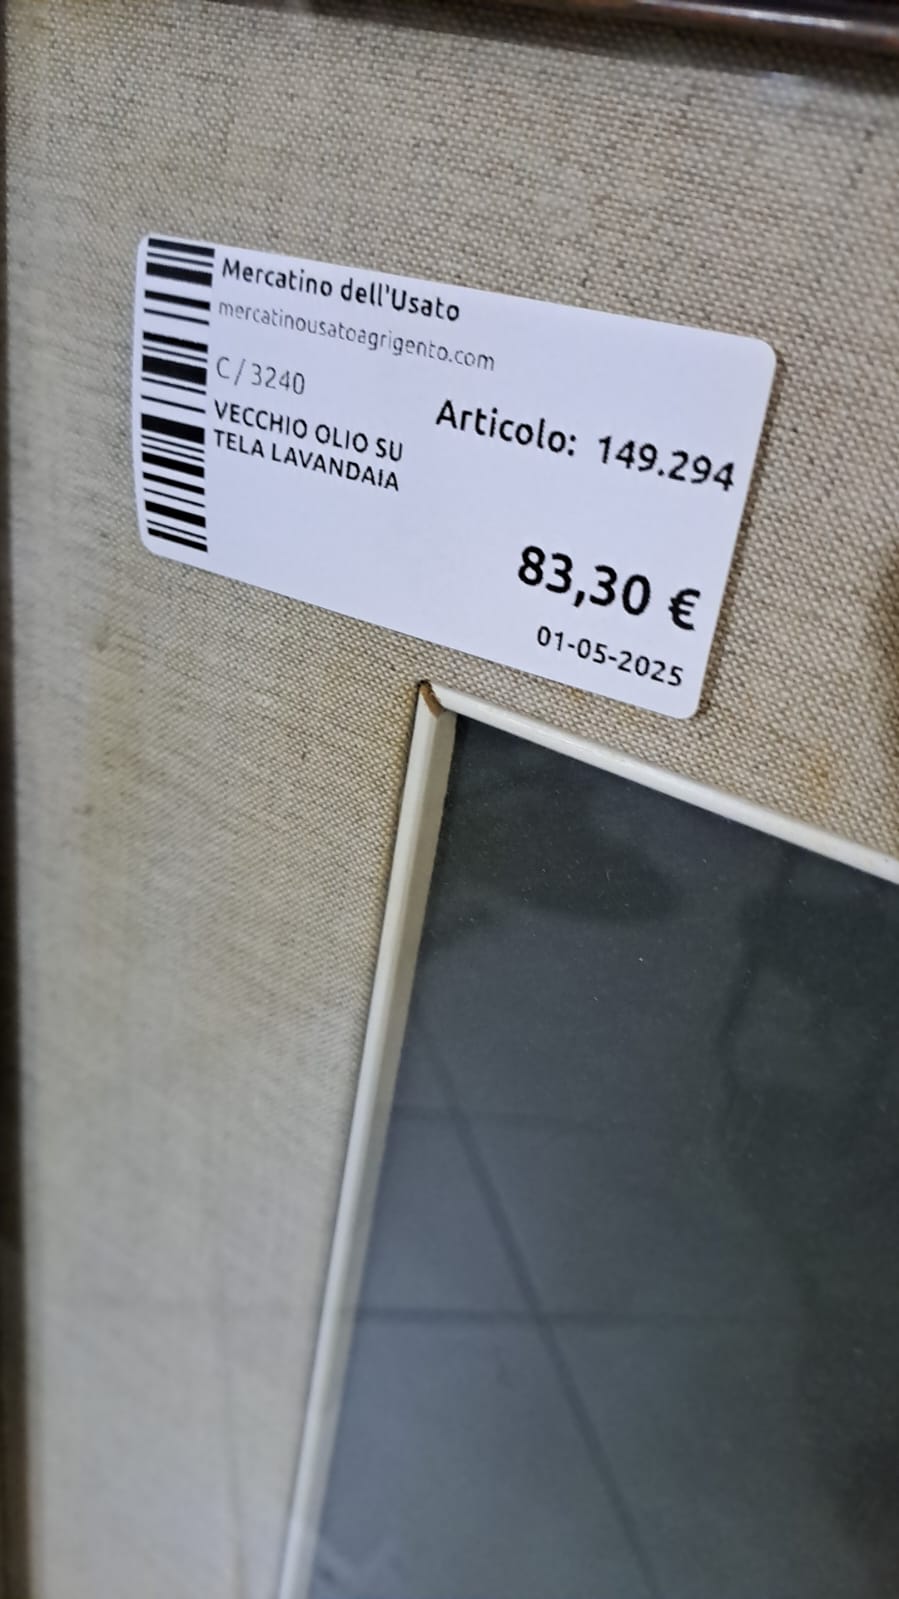 Mercatino dell'Usato
mercatinousatoagrigento.com
C/3240
VECCHIO OLIO SU
TELA LAVANDAIA
Articolo: 149.294
83,30 €
01-05-2025